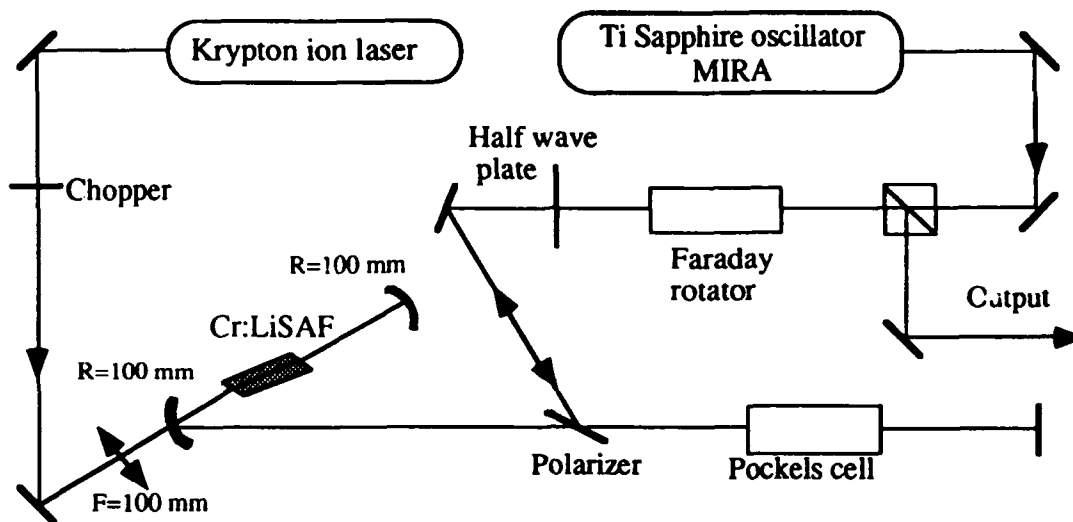 Krypton ion laser
Ti Sapphire oscillator
MIRA
Half wave
plate
Chopper
Faraday
rotator
R=100 mm
Output
Cr:LiSAF
R=100 mm
Polarizer
Pockels cell
F=100 mm